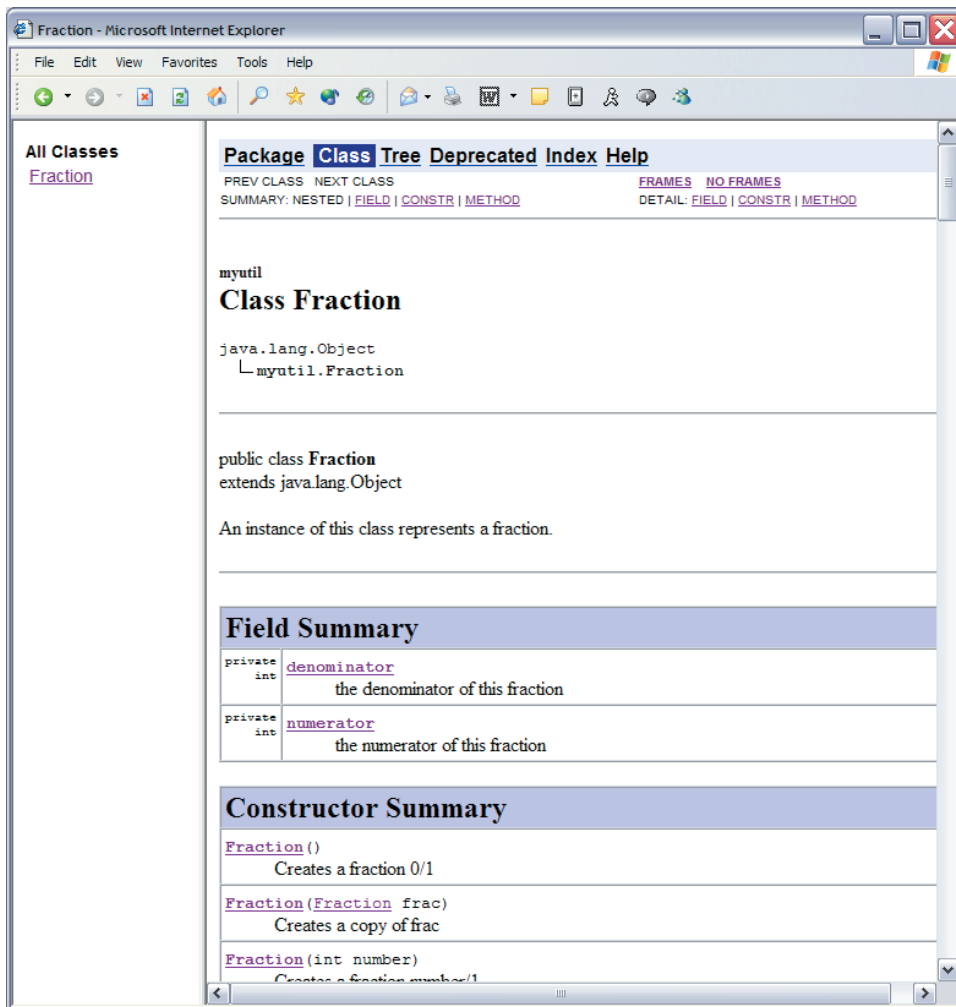 Fraction - Microsoft Internet Explorer
File Edit View Favorites Tools Help
All Classes
Fraction
Package Class Tree Deprecated Index Help
PREV CLASS NEXT CLASS FRAMES NO FRAMES
SUMMARY: NESTED | FIELD | CONSTR | METHOD DETAIL: FIELD | CONSTR | METHOD
myutil
Class Fraction
java.lang.Object
myutil.Fraction
public class Fraction
extends java.lang.Object
An instance of this class represents a fraction.
Field Summary
private int denominator
the denominator of this fraction
private int numerator
the numerator of this fraction
Constructor Summary
Fraction()
Creates a fraction 0/1
Fraction(Fraction frac)
Creates a copy of frac
Fraction(int number)
Creates a fraction number/1